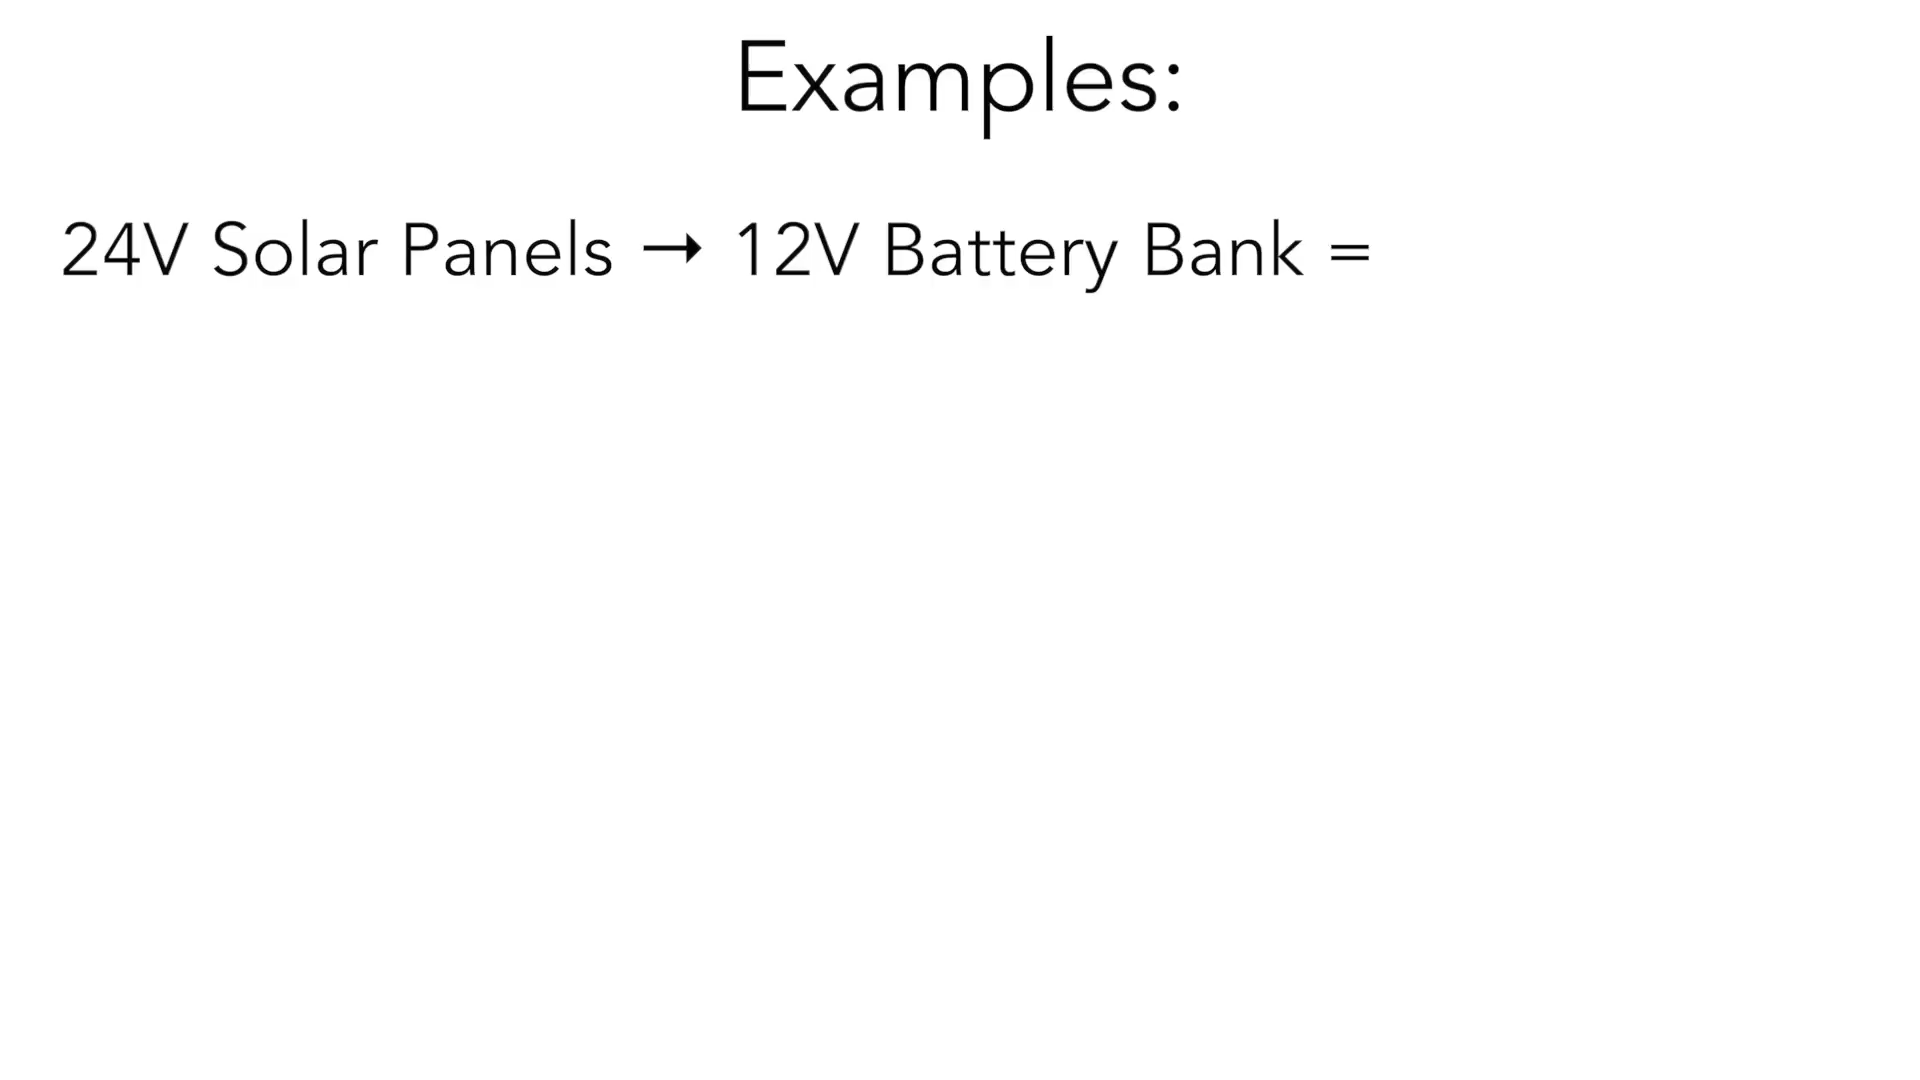 Examples:
24V Solar Panels → 12V Battery Bank =